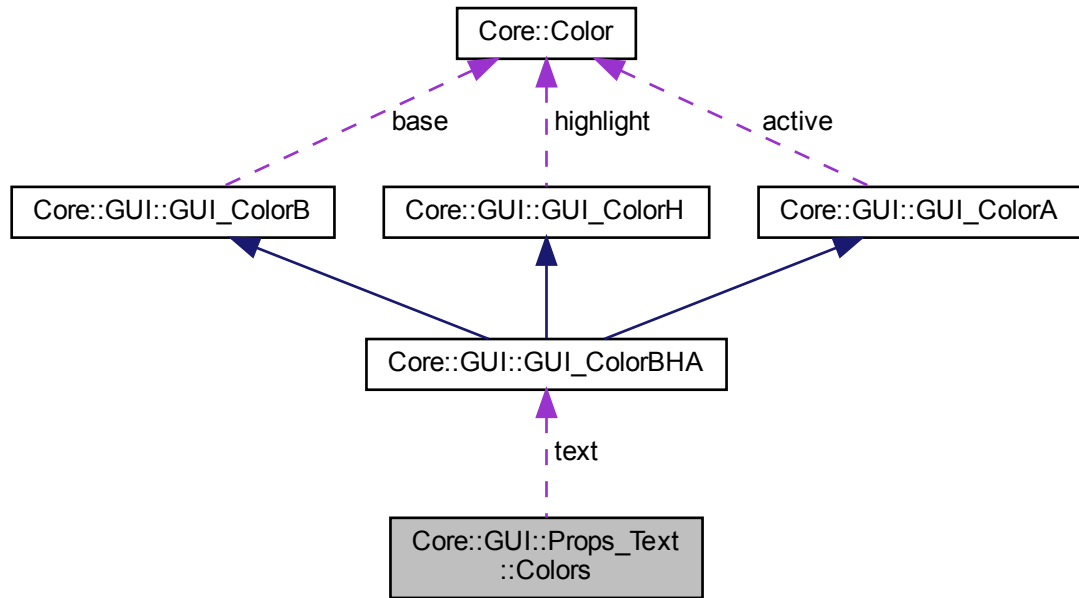 Core::Color
base
highlight
active
Core::GUI::GUI_ColorB
Core::GUI::GUI_ColorH
Core::GUI::GUI_ColorA
Core::GUI::GUI_ColorBHA
text
Core::GUI::Props_Text
::Colors